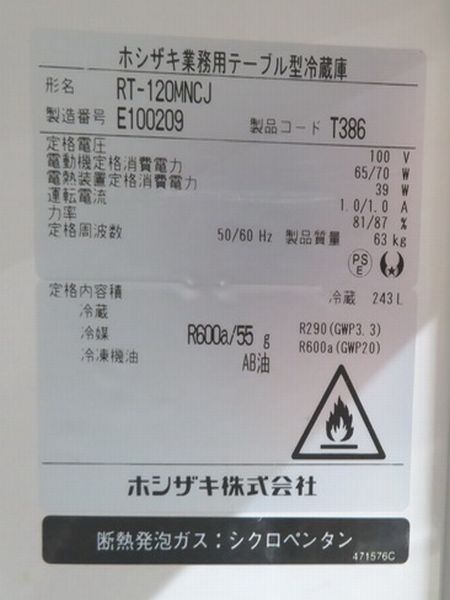 ホシザキ業務用テーブル型冷蔵庫
形名 RT-120MNCJ
製造番号 E100209 製品コード T386
定格電圧 100 V
電動機定格消費電力 65/70 W
電熱装置定格消費電力 39 W
運転電流 1.0/1.0 A
力率 81/87 %
定格周波数 50/60 Hz 製品質量 63 kg
PS
E
定格内容積 冷蔵 243 L
冷蔵
冷媒 R600a/55 g R290(GWP3.3)
冷凍機油 AB油 R600a(GWP20)
ホシザキ株式会社
断熱発泡ガス：シクロペンタン
471576C